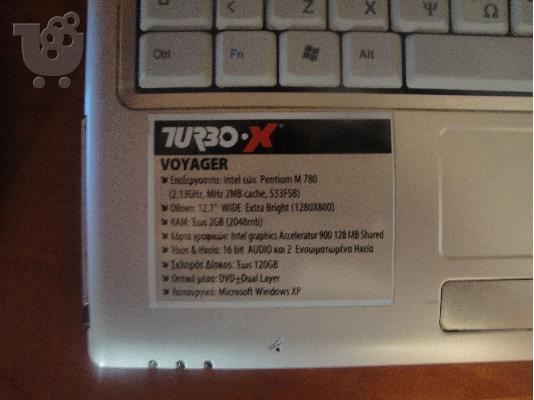 88
< Z X Ψ Ω
Ctrl Fn Alt
TURBO-X
VOYAGER
Επεξεργαστής: Intel εώς Pentium M 780
(2,13GHz, MHz 2MB cache, 533FSB)
Οθόνη: 12,1" WIDE Extra Bright (1280X800)
RAM: Έως 2GB (2048mb)
Κάρτα γραφικών: Intel graphics Accelerator 900 128 MB Shared
Ήχος & Ηχεία: 16 bit AUDIO και 2 Ενσωματωμένα Ηχεία
Σκληρός Δίσκος: Έως 120GB
Οπτικό μέσο: DVD±Dual Layer
Λειτουργικό: Microsoft Windows XP